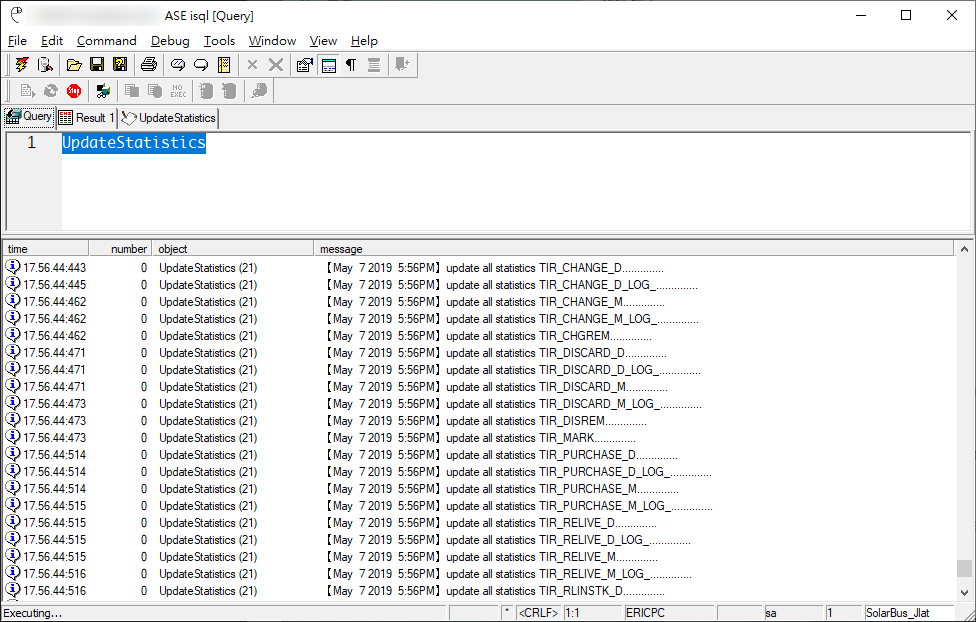 ASE isql [Query]
File Edit Command Debug Tools Window View Help
Stop
NO EXEC
Query Result 1 UpdateStatistics
1 UpdateStatistics
time number object message
17.56.44:443 0 UpdateStatistics (21) 【May 7 2019 5:56PM】update all statistics TIR_CHANGE_D..............
17.56.44:445 0 UpdateStatistics (21) 【May 7 2019 5:56PM】update all statistics TIR_CHANGE_D_LOG_..............
17.56.44:462 0 UpdateStatistics (21) 【May 7 2019 5:56PM】update all statistics TIR_CHANGE_M..............
17.56.44:462 0 UpdateStatistics (21) 【May 7 2019 5:56PM】update all statistics TIR_CHANGE_M_LOG_..............
17.56.44:462 0 UpdateStatistics (21) 【May 7 2019 5:56PM】update all statistics TIR_CHGREM..............
17.56.44:471 0 UpdateStatistics (21) 【May 7 2019 5:56PM】update all statistics TIR_DISCARD_D..............
17.56.44:471 0 UpdateStatistics (21) 【May 7 2019 5:56PM】update all statistics TIR_DISCARD_D_LOG_..............
17.56.44:471 0 UpdateStatistics (21) 【May 7 2019 5:56PM】update all statistics TIR_DISCARD_M..............
17.56.44:473 0 UpdateStatistics (21) 【May 7 2019 5:56PM】update all statistics TIR_DISCARD_M_LOG_..............
17.56.44:473 0 UpdateStatistics (21) 【May 7 2019 5:56PM】update all statistics TIR_DISREM..............
17.56.44:473 0 UpdateStatistics (21) 【May 7 2019 5:56PM】update all statistics TIR_MARK..............
17.56.44:514 0 UpdateStatistics (21) 【May 7 2019 5:56PM】update all statistics TIR_PURCHASE_D..............
17.56.44:514 0 UpdateStatistics (21) 【May 7 2019 5:56PM】update all statistics TIR_PURCHASE_D_LOG_..............
17.56.44:514 0 UpdateStatistics (21) 【May 7 2019 5:56PM】update all statistics TIR_PURCHASE_M..............
17.56.44:515 0 UpdateStatistics (21) 【May 7 2019 5:56PM】update all statistics TIR_PURCHASE_M_LOG_..............
17.56.44:515 0 UpdateStatistics (21) 【May 7 2019 5:56PM】update all statistics TIR_RELIVE_D..............
17.56.44:515 0 UpdateStatistics (21) 【May 7 2019 5:56PM】update all statistics TIR_RELIVE_D_LOG_..............
17.56.44:515 0 UpdateStatistics (21) 【May 7 2019 5:56PM】update all statistics TIR_RELIVE_M..............
17.56.44:516 0 UpdateStatistics (21) 【May 7 2019 5:56PM】update all statistics TIR_RELIVE_M_LOG_..............
17.56.44:516 0 UpdateStatistics (21) 【May 7 2019 5:56PM】update all statistics TIR_RLINSTK_D..............
Executing... * <CRLF> 1:1 ERICPC sa 1 SolarBus_Jlat